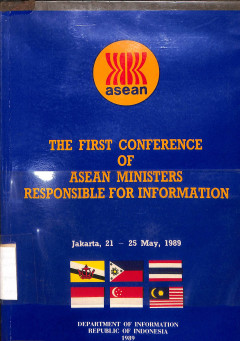 asean
THE FIRST CONFERENCE
OF
ASEAN MINISTERS
RESPONSIBLE FOR INFORMATION
Jakarta, 21 – 25 May, 1989
DEPARTMENT OF INFORMATION
REPUBLIC OF INDONESIA
1989